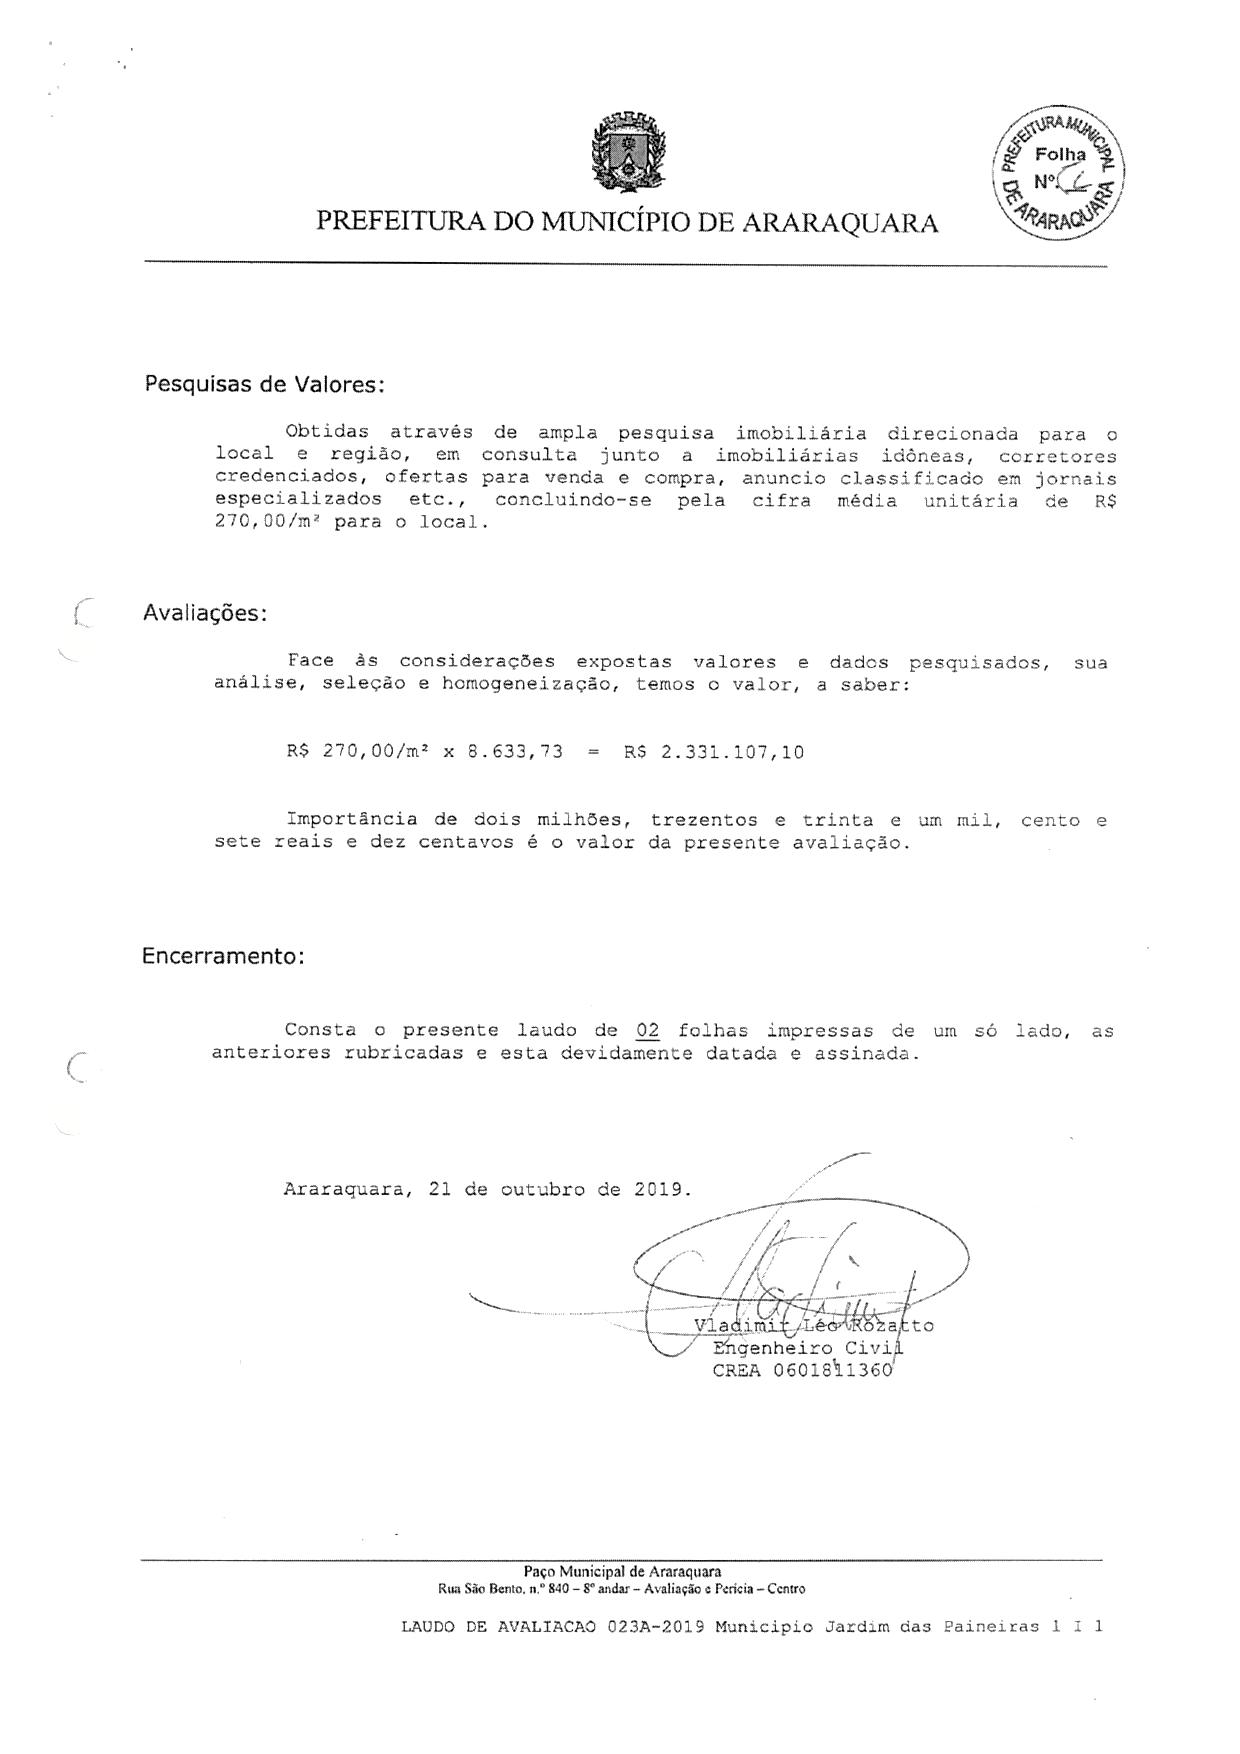 PREFEITURA MUNICIPAL
DE ARARAQUARA
Folha
Nº.
PREFEITURA DO MUNICÍPIO DE ARARAQUARA
Pesquisas de Valores:
Obtidas através de ampla pesquisa imobiliária direcionada para o
local e região, em consulta junto a imobiliárias idôneas, corretores
credenciados, ofertas para venda e compra, anuncio classificado em jornais
especializados etc., concluindo-se pela cifra média unitária de R$
270,00/m² para o local.
Avaliações:
Face às considerações expostas valores e dados pesquisados, sua
análise, seleção e homogeneização, temos o valor, a saber:
R$ 270,00/m² x 8.633,73 = R$ 2.331.107,10
Importância de dois milhões, trezentos e trinta e um mil, cento e
sete reais e dez centavos é o valor da presente avaliação.
Encerramento:
Consta o presente laudo de 02 folhas impressas de um só lado, as
anteriores rubricadas e esta devidamente datada e assinada.
Araraquara, 21 de outubro de 2019.
Vladimir Léo Rozatto
Engenheiro Civil
CREA 0601811360
Paço Municipal de Araraquara
Rua São Bento, n.º 840 – 8º andar – Avaliação e Perícia – Centro
LAUDO DE AVALIACAO 023A-2019 Municipio Jardim das Paineiras 1 I 1